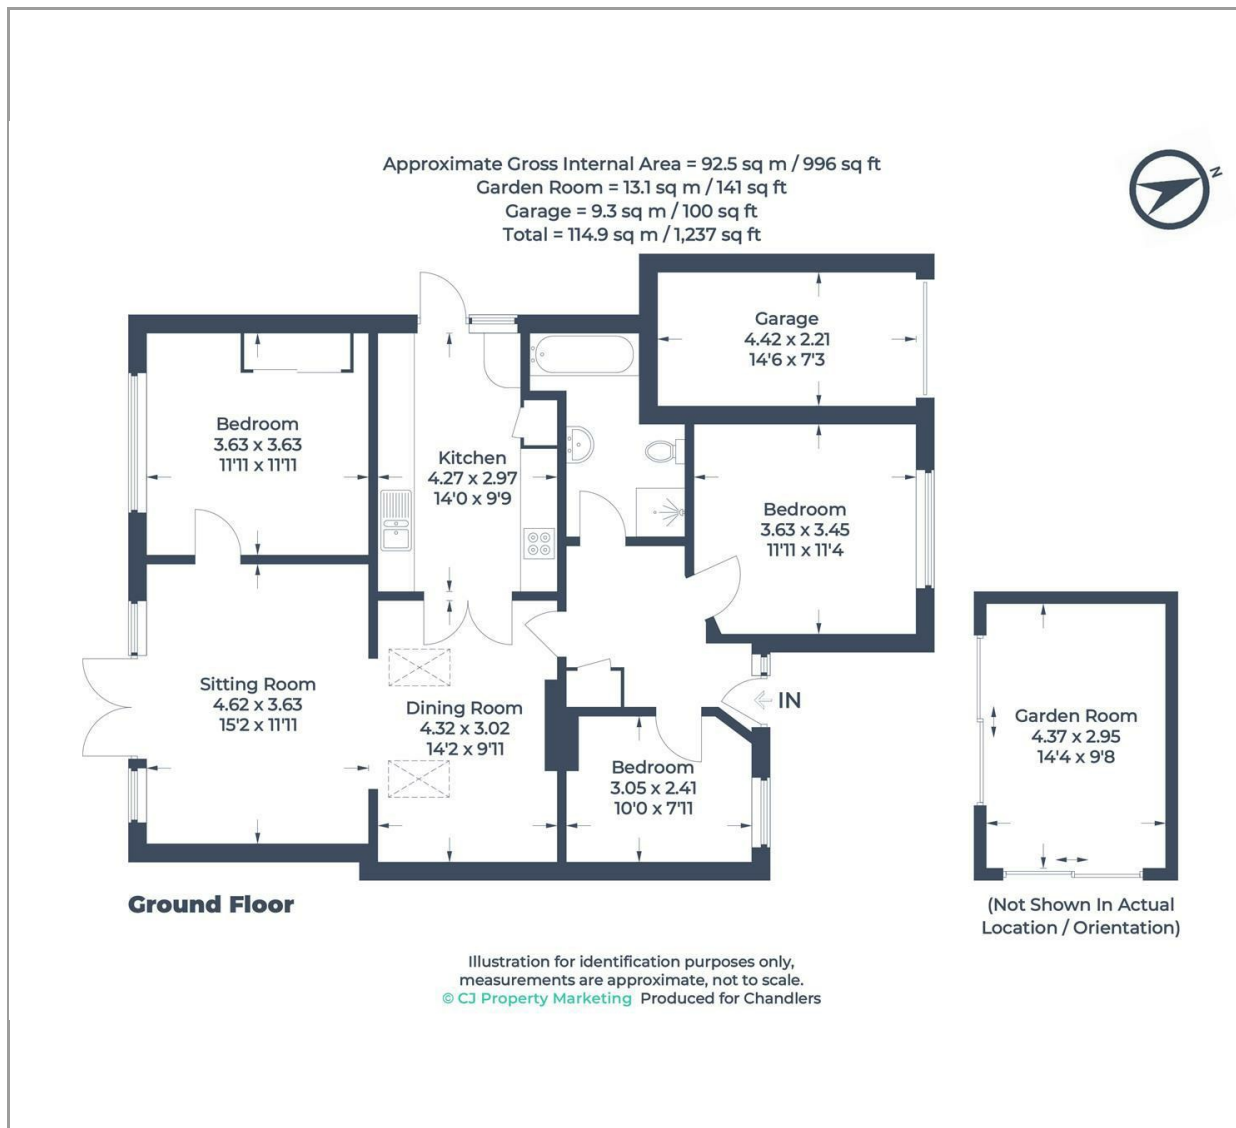 Approximate Gross Internal Area = 92.5 sq m / 996 sq ft
Garden Room = 13.1 sq m / 141 sq ft
Garage = 9.3 sq m / 100 sq ft
Total = 114.9 sq m / 1,237 sq ft
N
Garage
4.42 x 2.21
14'6 x 7'3
Bedroom
3.63 x 3.63
11'11 x 11'11
Kitchen
4.27 x 2.97
14'0 x 9'9
Bedroom
3.63 x 3.45
11'11 x 11'4
Sitting Room
4.62 x 3.63
15'2 x 11'11
Dining Room
4.32 x 3.02
14'2 x 9'11
IN
Bedroom
3.05 x 2.41
10'0 x 7'11
Garden Room
4.37 x 2.95
14'4 x 9'8
Ground Floor
(Not Shown In Actual
Location / Orientation)
Illustration for identification purposes only,
measurements are approximate, not to scale.
© CJ Property Marketing Produced for Chandlers